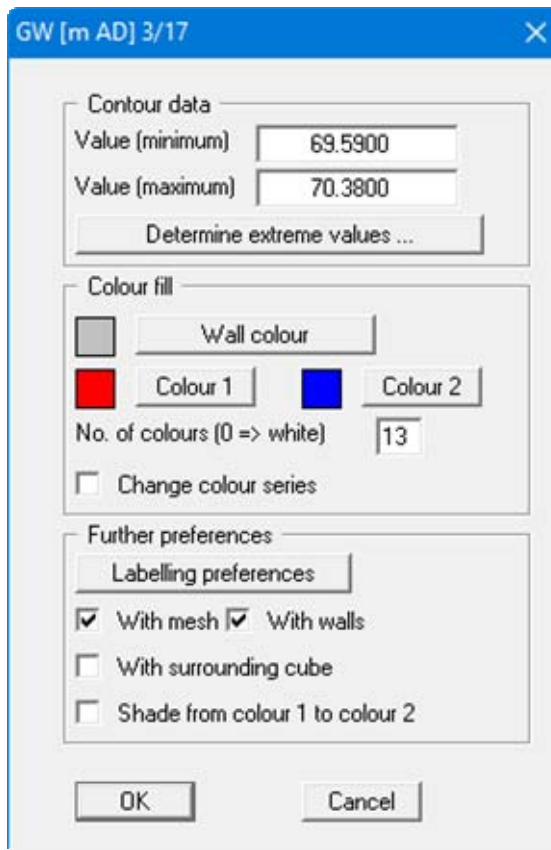 GW [m AD] 3/17
Contour data
Value (minimum) 69.5900
Value (maximum) 70.3800
Determine extreme values ...
Colour fill
Wall colour
Colour 1 Colour 2
No. of colours (0 => white) 13
Change colour series
Further preferences
Labelling preferences
With mesh With walls
With surrounding cube
Shade from colour 1 to colour 2
OK Cancel